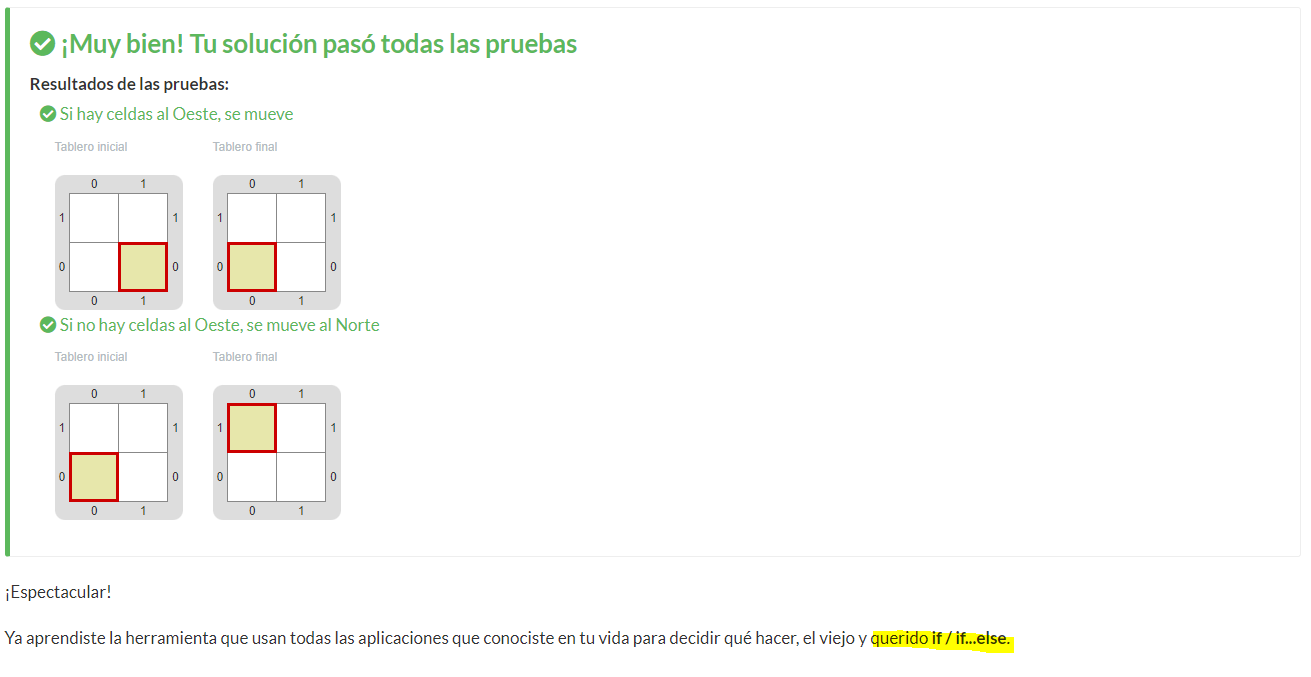 ¡Muy bien! Tu solución pasó todas las pruebas
Resultados de las pruebas:
Si hay celdas al Oeste, se mueve
Tablero inicial Tablero final
0 1 0 1
1 1 1 1
0 0 0 0
0 1 0 1
Si no hay celdas al Oeste, se mueve al Norte
Tablero inicial Tablero final
0 1 0 1
1 1 1 1
0 0 0 0
0 1 0 1
¡Espectacular!
Ya aprendiste la herramienta que usan todas las aplicaciones que conociste en tu vida para decidir qué hacer, el viejo y querido if / if...else.